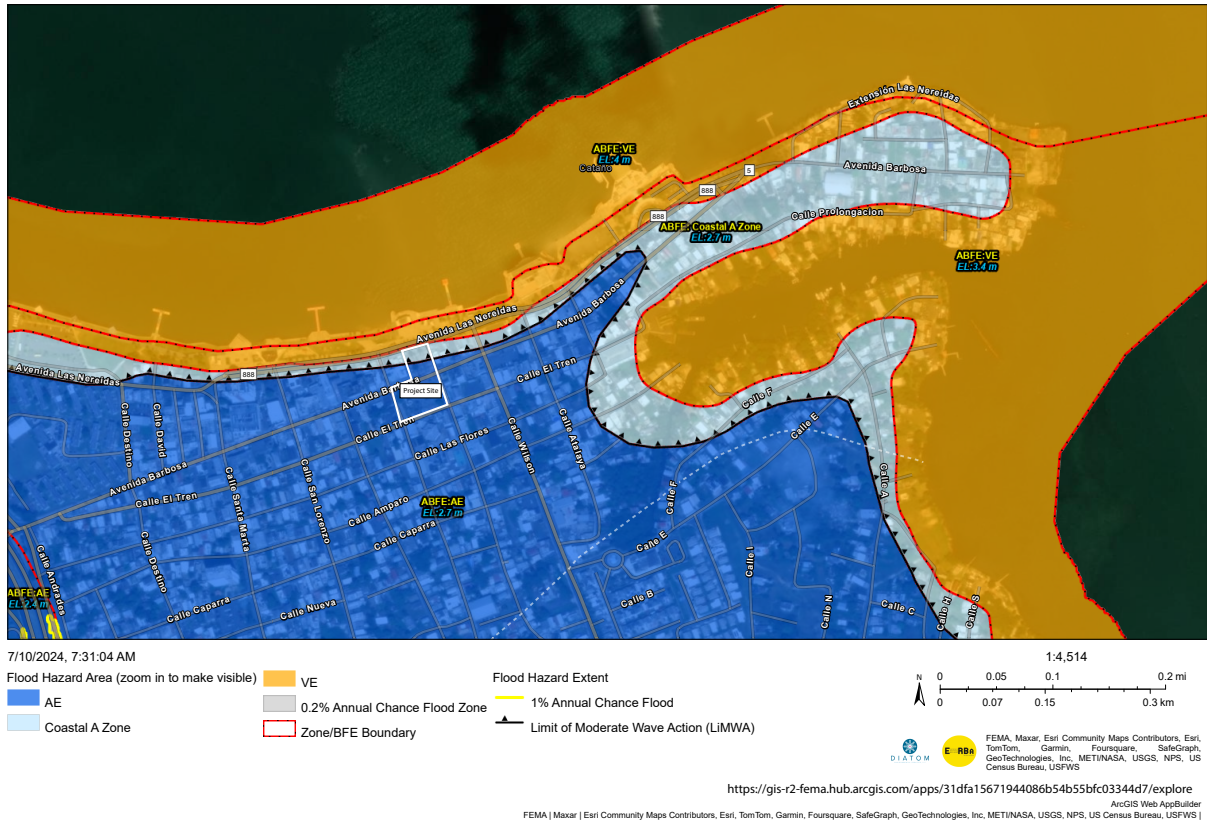 Extensión Las Nereidas
ABFE:VE
EL:4 m
Cataño
5
Avenida Barbosa
888
888
Calle Prolongacion
ABFE: Coastal A Zone
EL:2.7 m
ABFE:VE
EL:3.4 m
Avenida Barbosa
Avenida Las Nereidas
Avenida Las Nereidas
888
Calle El Tren
Project Site
Avenida Barbosa
Calle F
Calle El Tren
Calle E
Calle Destino
Calle David
Calle Las Flores
Calle Wilson
Calle Atalaya
Avenida Barbosa
Calle El Tren
Calle Santa Marta
Calle San Lorenzo
Calle A
Calle F
ABFE:AE
EL:2.7 m
Calle Amparo
Calle Caparra
Calle Destino
Calle E
Calle I
Calle Andrades
ABFE:AE
EL:2.4 m
Calle Caparra
Calle Nueva
Calle B
Calle N
Calle C
Calle H
Calle S
7/10/2024, 7:31:04 AM
Flood Hazard Area (zoom in to make visible)
AE
Coastal A Zone
VE
0.2% Annual Chance Flood Zone
Zone/BFE Boundary
Flood Hazard Extent
1% Annual Chance Flood
Limit of Moderate Wave Action (LiMWA)
1:4,514
N
0 0.05 0.1 0.2 mi
0 0.07 0.15 0.3 km
DIATOM
FEMA, Maxar, Esri Community Maps Contributors, Esri,
TomTom, Garmin, Foursquare, SafeGraph,
GeoTechnologies, Inc, METI/NASA, USGS, NPS, US
Census Bureau, USFWS
https://gis-r2-fema.hub.arcgis.com/apps/31dfa15671944086b54b55bfc03344d7/explore
ArcGIS Web AppBuilder
FEMA | Maxar | Esri Community Maps Contributors, Esri, TomTom, Garmin, Foursquare, SafeGraph, GeoTechnologies, Inc, METI/NASA, USGS, NPS, US Census Bureau, USFWS |